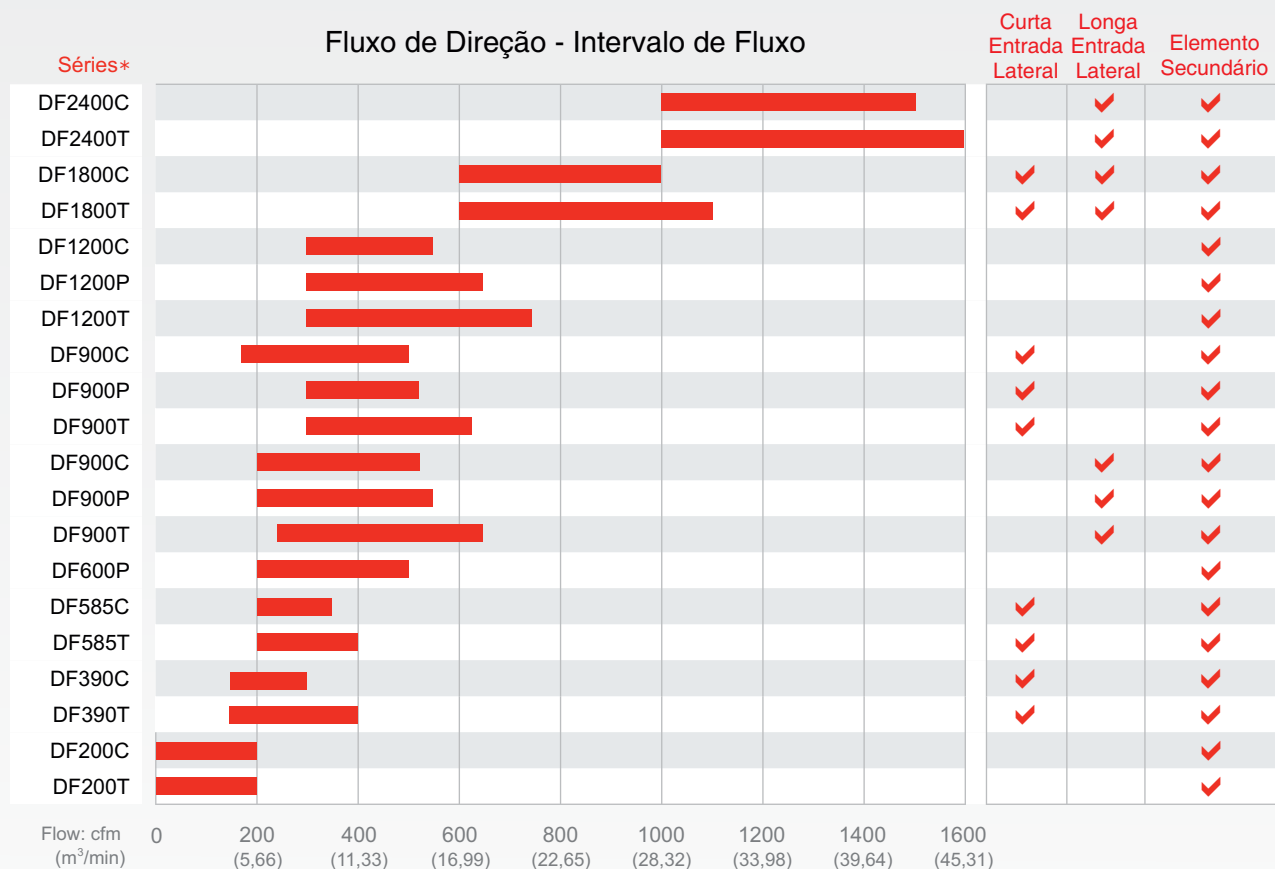 Fluxo de Direção - Intervalo de Fluxo
Séries*
Curta Entrada Lateral
Longa Entrada Lateral
Elemento Secundário
DF2400C
DF2400T
DF1800C
DF1800T
DF1200C
DF1200P
DF1200T
DF900C
DF900P
DF900T
DF900C
DF900P
DF900T
DF600P
DF585C
DF585T
DF390C
DF390T
DF200C
DF200T
Flow: cfm 0 200 400 600 800 1000 1200 1400 1600
(m³/min) (5,66) (11,33) (16,99) (22,65) (28,32) (33,98) (39,64) (45,31)